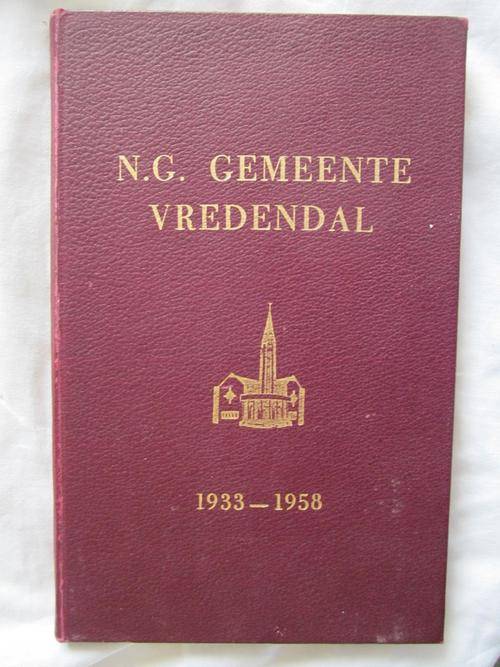 N.G. GEMEENTE
VREDENDAL
1933 — 1958